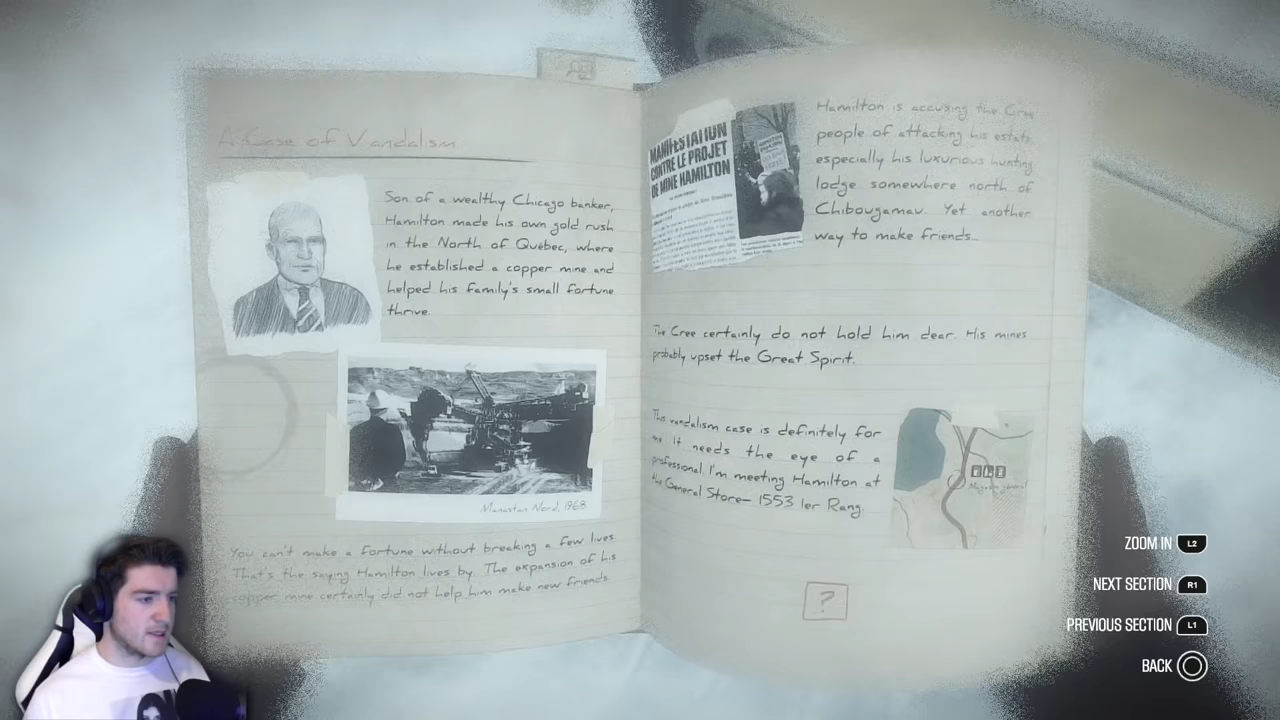 A Case of Vandalism
Son of a wealthy Chicago banker,
Hamilton made his own gold rush
in the North of Québec, where
he established a copper mine and
helped his family's small fortune
thrive.
Manastan Nord, 1968
You can't make a fortune without breaking a few lives.
That's the saying Hamilton lives by. The expansion of his
copper mine certainly did not help him make new friends.
MANIFESTATION
CONTRE LE PROJET
DE MINE HAMILTON
Hamilton is accusing the Cree
people of attacking his estate,
especially his luxurious hunting
lodge somewhere north of
Chibougamau. Yet another
way to make friends...
The Cree certainly do not hold him dear. His mines
probably upset the Great Spirit.
This vandalism case is definitely for
me. It needs the eye of a
professional. I'm meeting Hamilton at
the General Store— 1553 1er Rang.
Magasin général
?
ZOOM IN L2
NEXT SECTION R1
PREVIOUS SECTION L1
BACK